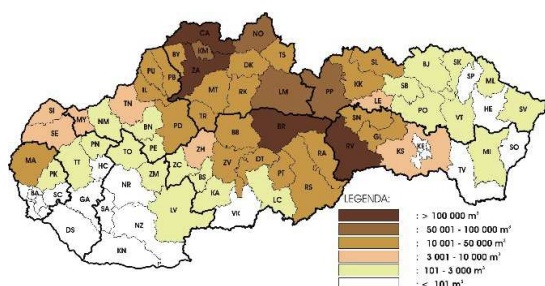 CA
NO
KM
BY
TS
ZA
DK
PU
PB
IL
MT
RK
LM
PP
KK
SL
LE
BJ
SK
SP
ML
SB
HE
SV
PO
VT
SI
MY
NM
TN
BN
PD
TR
SE
BB
BR
RA
RV
SN
GL
KS
KE
MI
SO
TV
MA
PN
TO
PE
ZH
PK
TT
HC
ZC
BS
ZV
DT
PT
RS
BA
SC
NR
ZM
KA
LC
GA
SA
LV
VK
DS
NZ
KN
LEGENDA:
: > 100 000 m³
: 50 001 - 100 000 m³
: 10 001 - 50 000 m³
: 3 001 - 10 000 m³
: 101 - 3 000 m³
: < 101 m³